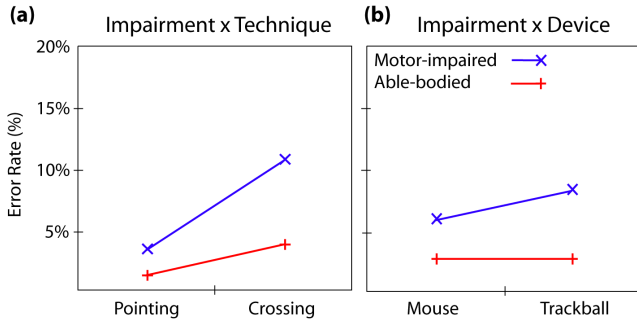 (a) Impairment x Technique
(b) Impairment x Device
Motor-impaired
Able-bodied
Error Rate (%)
20%
15%
10%
5%
Pointing
Crossing
Mouse
Trackball